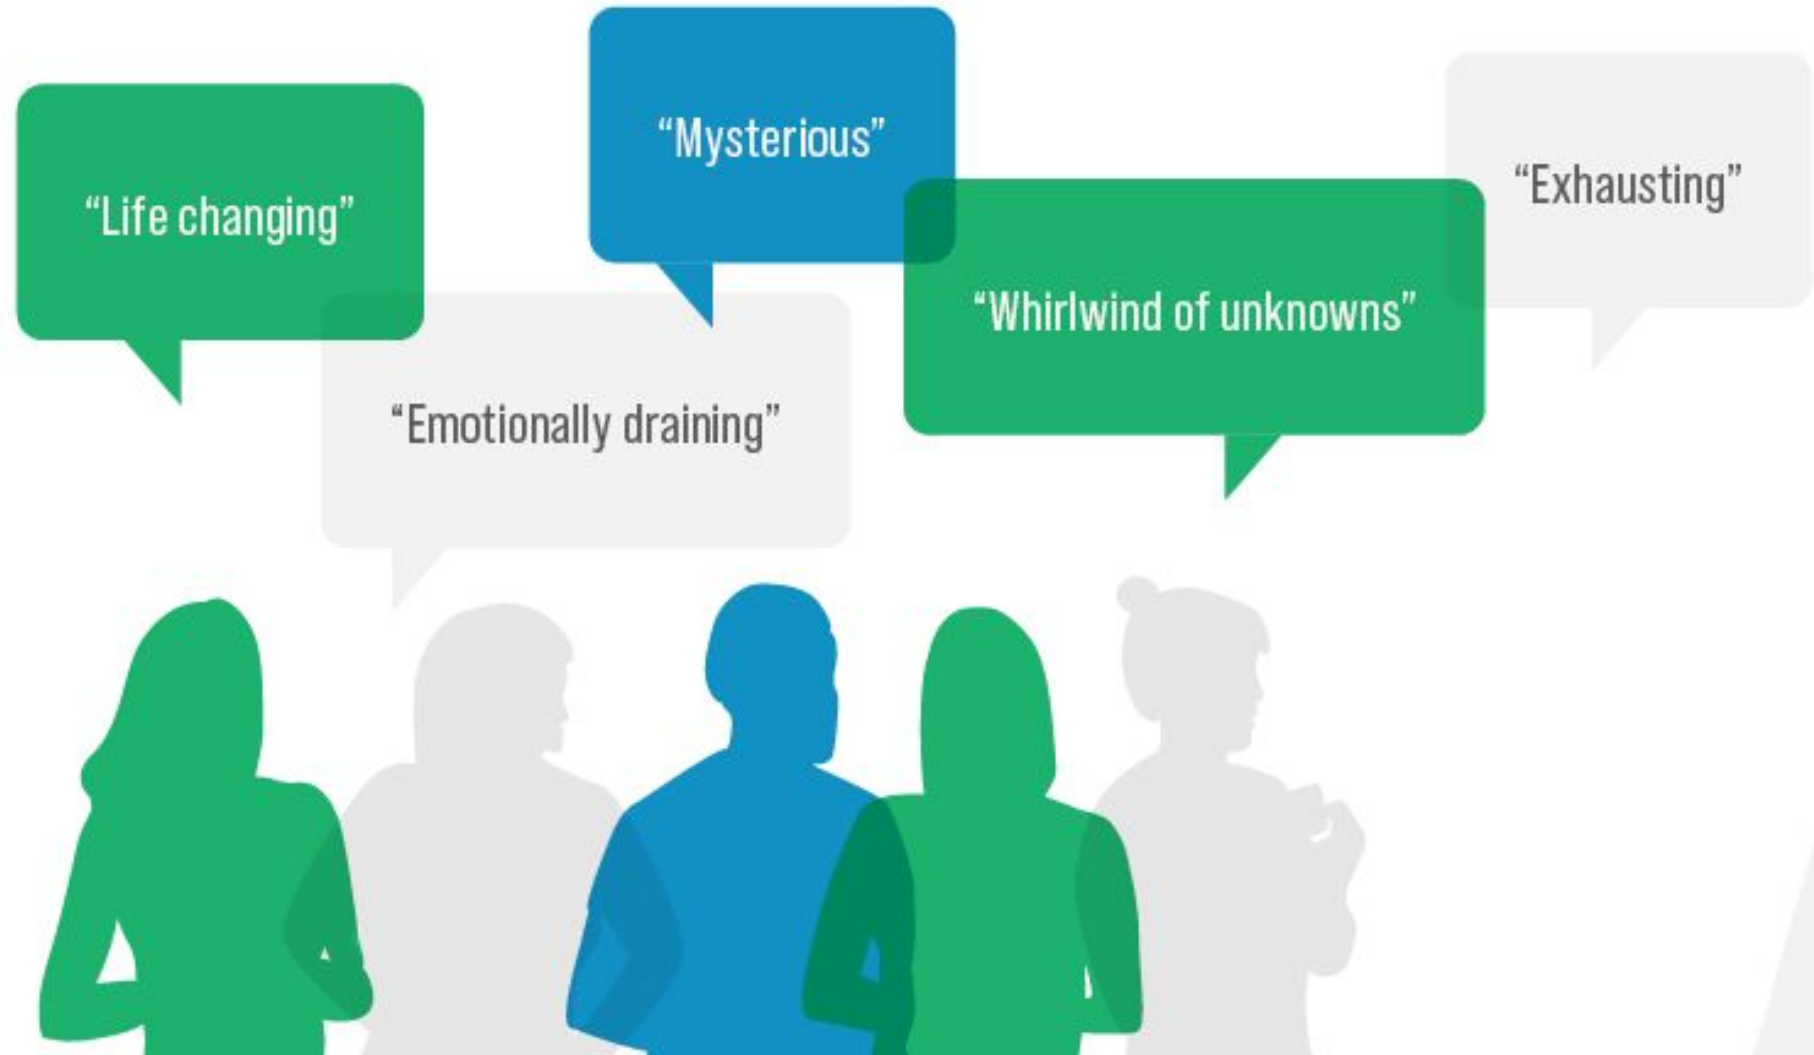 “Life changing”
“Mysterious”
“Exhausting”
“Whirlwind of unknowns”
“Emotionally draining”